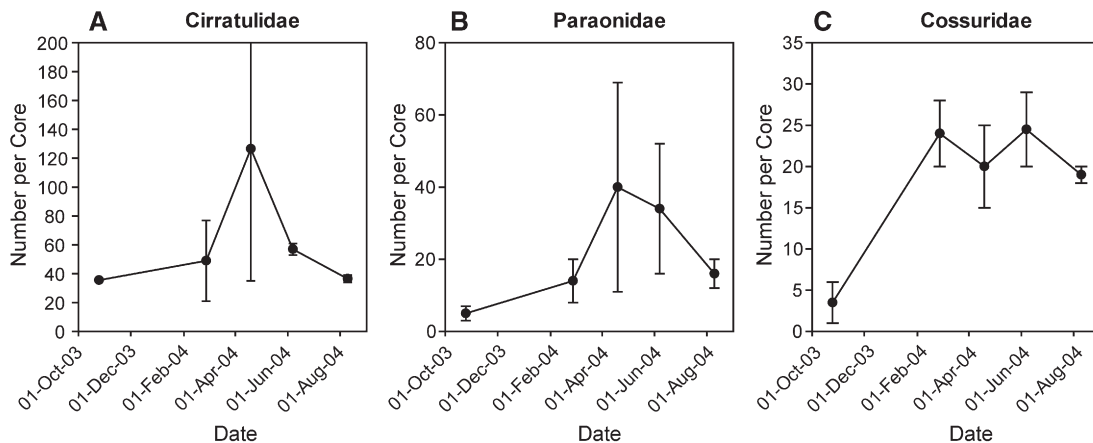 A Cirratulidae
200
180
160
140
120
100
80
60
40
20
0
Number per Core
01-Oct-03
01-Dec-03
01-Feb-04
01-Apr-04
01-Jun-04
01-Aug-04
Date
B Paraonidae
80
60
40
20
0
Number per Core
01-Oct-03
01-Dec-03
01-Feb-04
01-Apr-04
01-Jun-04
01-Aug-04
Date
C Cossuridae
35
30
25
20
15
10
5
0
Number per Core
01-Oct-03
01-Dec-03
01-Feb-04
01-Apr-04
01-Jun-04
01-Aug-04
Date